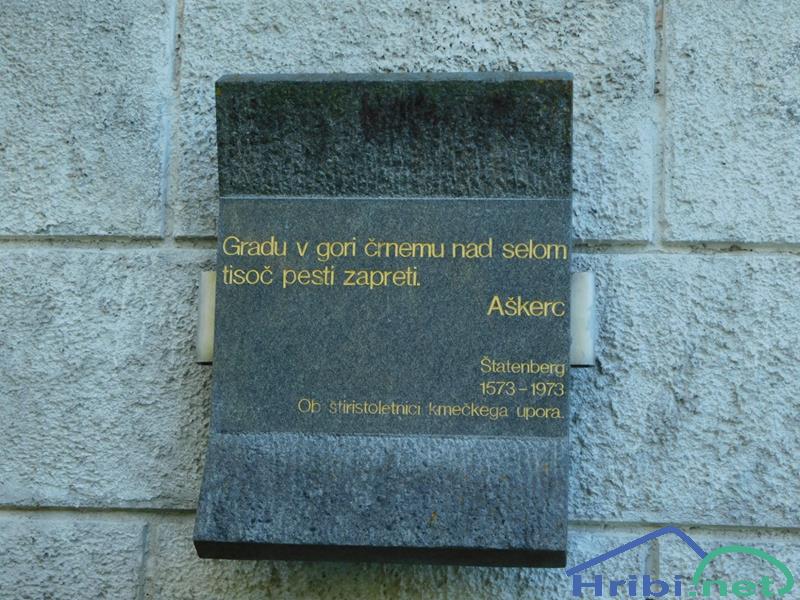 Gradu v gori črnemu nad selom
tisoč pesti zapreti.
Aškerc
Štatenberg
1573-1973
Ob štiristoletnici kmečkega upora.
Hribi.net